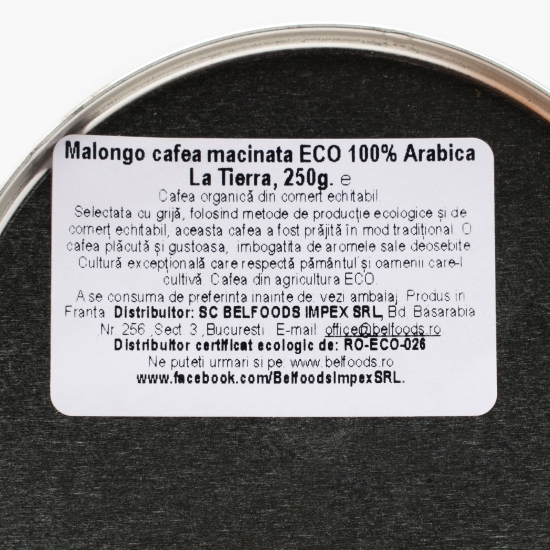 Malongo cafea macinata ECO 100% Arabica
La Tierra, 250g. e
Cafea organică din comerț echitabil
Selectata cu grijă, folosind metode de producție ecologice și de
comerț echitabil, aceasta cafea a fost prăjită în mod tradițional. O
cafea plăcută și gustoasa, imbogatita de aromele sale deosebite.
Cultură excepțională care respectă pământul și oamenii care-l
cultivă. Cafea din agricultura ECO.
A se consuma de preferinta inainte de: vezi ambalaj. Produs in
Franta. Distribuitor: SC BELFOODS IMPEX SRL, Bd. Basarabia
Nr. 256 ,Sect. 3 ,Bucuresti. E-mail: office@belfoods.ro
Distribuitor certificat ecologic de: RO-ECO-026
Ne puteti urmari si pe: www.belfoods.ro
www.facebook.com/BelfoodsImpexSRL.